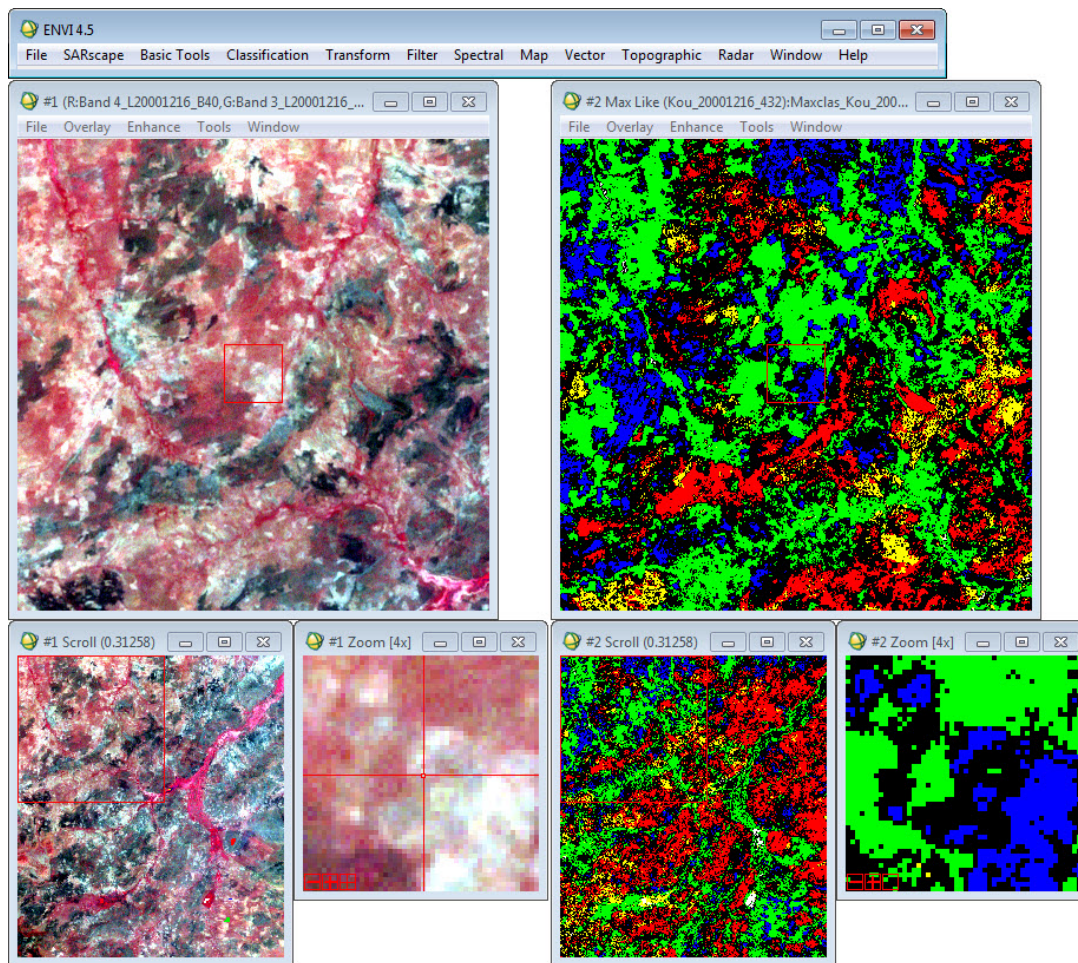 ENVI 4.5
File SARscape Basic Tools Classification Transform Filter Spectral Map Vector Topographic Radar Window Help
#1 (R:Band 4_L20001216_B40,G:Band 3_L20001216_...
File Overlay Enhance Tools Window
#2 Max Like (Kou_20001216_432):Maxclas_Kou_200...
File Overlay Enhance Tools Window
#1 Scroll (0.31258)
#1 Zoom [4x]
#2 Scroll (0.31258)
#2 Zoom [4x]